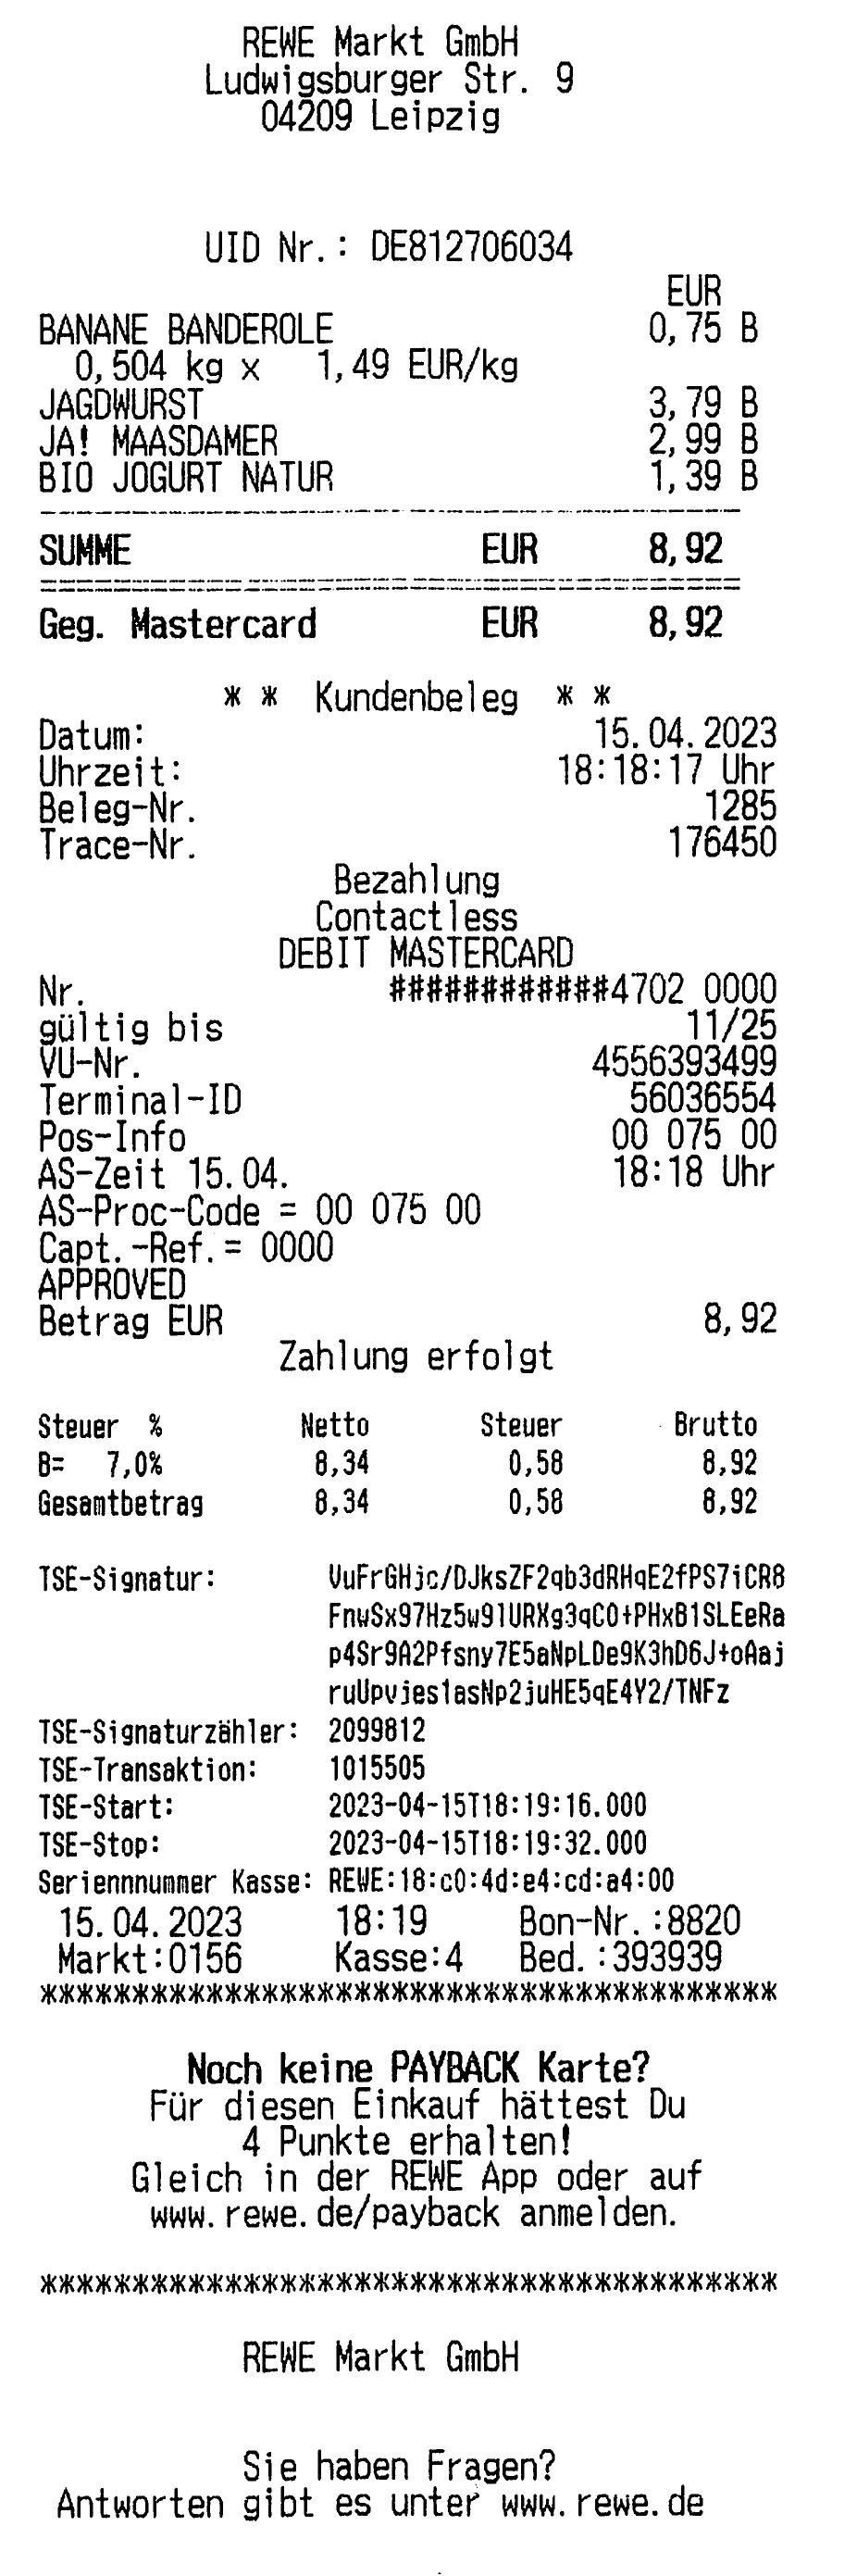 REWE Markt GmbH
Ludwigsburger Str. 9
04209 Leipzig
UID Nr.: DE812706034
EUR
BANANE BANDEROLE 0,75 B
0,504 kg x 1,49 EUR/kg
JAGDWURST 3,79 B
JA! MAASDAMER 2,99 B
BIO JOGURT NATUR 1,39 B
----------------------------------------
SUMME EUR 8,92
========================================
Geg. Mastercard EUR 8,92
* * Kundenbeleg * *
Datum: 15.04.2023
Uhrzeit: 18:18:17 Uhr
Beleg-Nr. 1285
Trace-Nr. 176450
Bezahlung
Contactless
DEBIT MASTERCARD
Nr. ############4702 0000
gültig bis 11/25
VU-Nr. 4556393499
Terminal-ID 56036554
Pos-Info 00 075 00
AS-Zeit 15.04. 18:18 Uhr
AS-Proc-Code = 00 075 00
Capt.-Ref.= 0000
APPROVED
Betrag EUR 8,92
Zahlung erfolgt
Steuer % Netto Steuer Brutto
B= 7,0% 8,34 0,58 8,92
Gesamtbetrag 8,34 0,58 8,92
TSE-Signatur: VuFrGHjc/DJksZF2qb3dRHqE2fPS7iCR8
FnwSx97Hz5w91URXg3qC0+PHxB1SLEeRa
p4Sr9A2Pfsny7E5aNpLDe9K3hD6J+oAaj
ruUpvjes1asNp2juHE5qE4Y2/TNFz
TSE-Signaturzähler: 2099812
TSE-Transaktion: 1015505
TSE-Start: 2023-04-15T18:19:16.000
TSE-Stop: 2023-04-15T18:19:32.000
Seriennnummer Kasse: REWE:18:c0:4d:e4:cd:a4:00
15.04.2023 18:19 Bon-Nr.:8820
Markt:0156 Kasse:4 Bed.:393939
****************************************
Noch keine PAYBACK Karte?
Für diesen Einkauf hättest Du
4 Punkte erhalten!
Gleich in der REWE App oder auf
www.rewe.de/payback anmelden.
****************************************
REWE Markt GmbH
Sie haben Fragen?
Antworten gibt es unter www.rewe.de